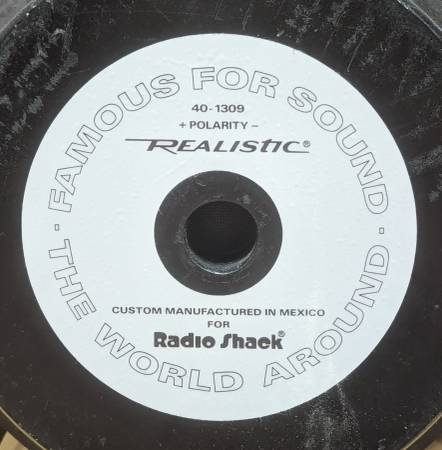 FAMOUS FOR SOUND
40-1309
+ POLARITY –
REALISTIC®
CUSTOM MANUFACTURED IN MEXICO
FOR
Radio Shack®
· THE WORLD AROUND ·